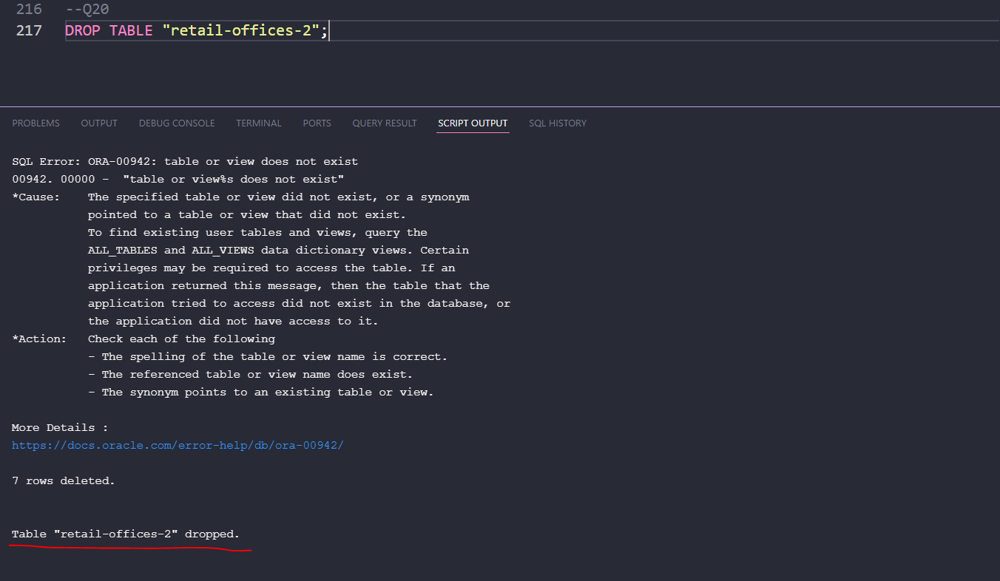 216 --Q20
217 DROP TABLE "retail-offices-2";
PROBLEMS OUTPUT DEBUG CONSOLE TERMINAL PORTS QUERY RESULT SCRIPT OUTPUT SQL HISTORY
SQL Error: ORA-00942: table or view does not exist
00942. 00000 -  "table or view%s does not exist"
*Cause:    The specified table or view did not exist, or a synonym
           pointed to a table or view that did not exist.
           To find existing user tables and views, query the
           ALL_TABLES and ALL_VIEWS data dictionary views. Certain
           privileges may be required to access the table. If an
           application returned this message, then the table that the
           application tried to access did not exist in the database, or
           the application did not have access to it.
*Action:   Check each of the following
           - The spelling of the table or view name is correct.
           - The referenced table or view name does exist.
           - The synonym points to an existing table or view.
More Details :
https://docs.oracle.com/error-help/db/ora-00942/
7 rows deleted.
Table "retail-offices-2" dropped.